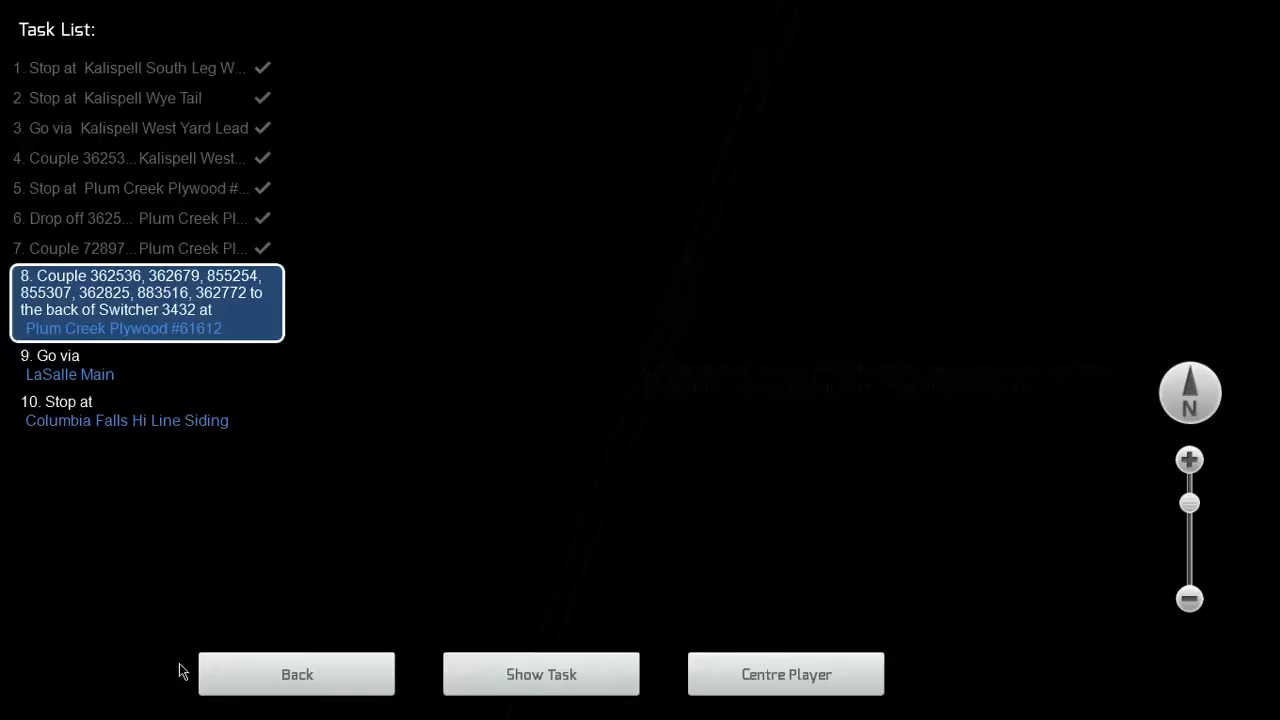 Task List:
1. Stop at  Kalispell South Leg W...
2. Stop at  Kalispell Wye Tail
3. Go via  Kalispell West Yard Lead
4. Couple 36253... Kalispell West...
5. Stop at  Plum Creek Plywood #...
6. Drop off 3625...  Plum Creek Pl...
7. Couple 72897... Plum Creek Pl...
8. Couple 362536, 362679, 855254,
855307, 362825, 883516, 362772 to
the back of Switcher 3432 at
Plum Creek Plywood #61612
9. Go via
LaSalle Main
10. Stop at
Columbia Falls Hi Line Siding
N
Back
Show Task
Centre Player